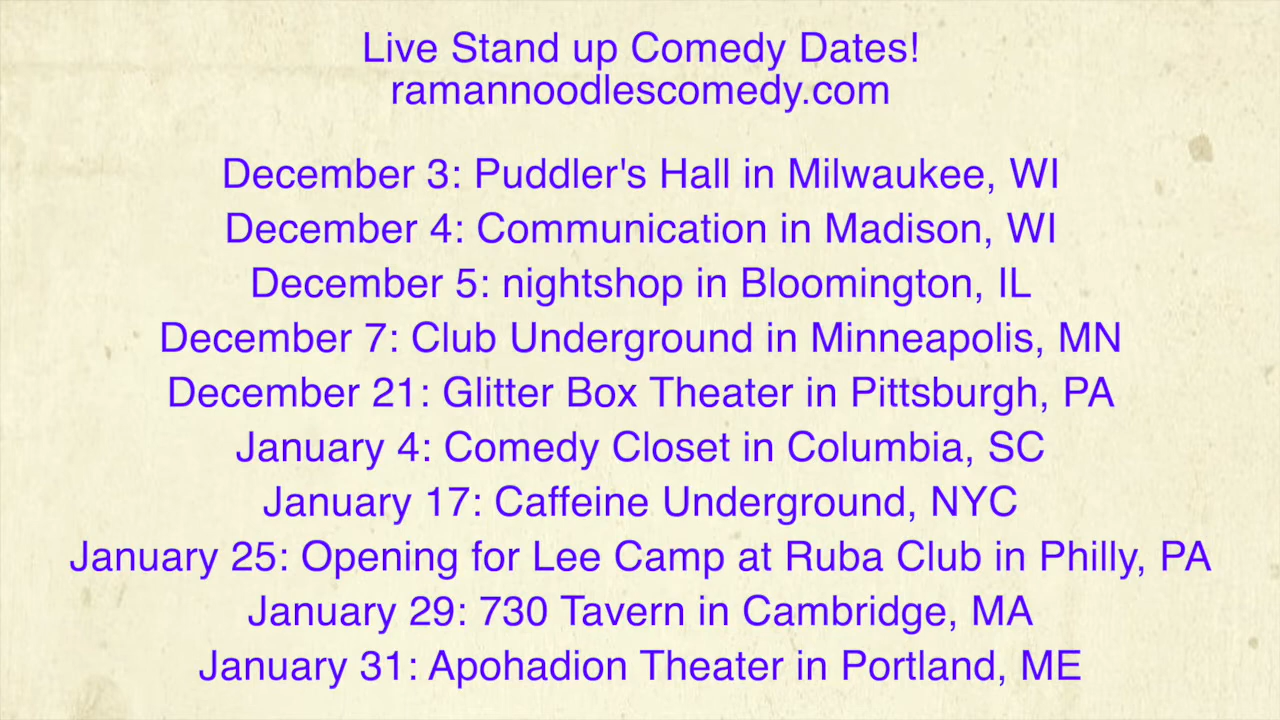 Live Stand up Comedy Dates!
ramannoodlescomedy.com
December 3: Puddler's Hall in Milwaukee, WI
December 4: Communication in Madison, WI
December 5: nightshop in Bloomington, IL
December 7: Club Underground in Minneapolis, MN
December 21: Glitter Box Theater in Pittsburgh, PA
January 4: Comedy Closet in Columbia, SC
January 17: Caffeine Underground, NYC
January 25: Opening for Lee Camp at Ruba Club in Philly, PA
January 29: 730 Tavern in Cambridge, MA
January 31: Apohadion Theater in Portland, ME